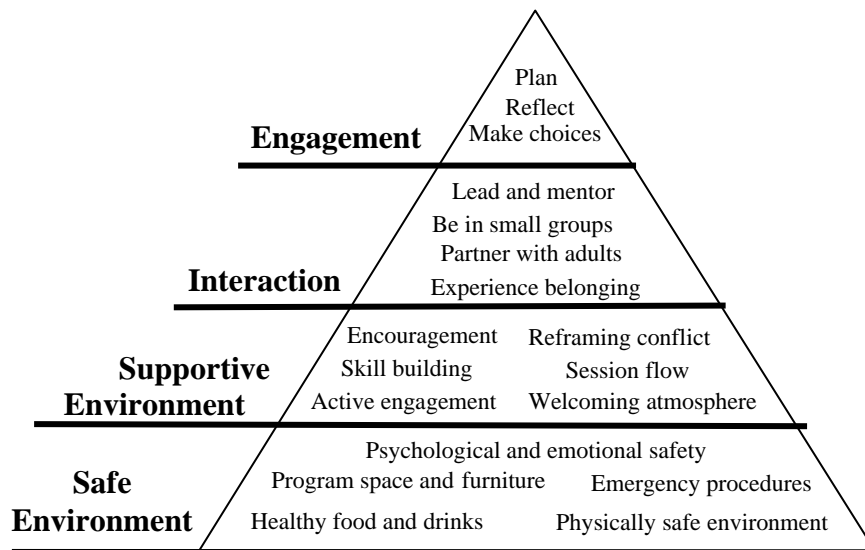 Plan
Reflect
Make choices
Engagement
Lead and mentor
Be in small groups
Partner with adults
Experience belonging
Interaction
Encouragement Reframing conflict
Skill building Session flow
Active engagement Welcoming atmosphere
Supportive
Environment
Psychological and emotional safety
Program space and furniture Emergency procedures
Healthy food and drinks Physically safe environment
Safe
Environment